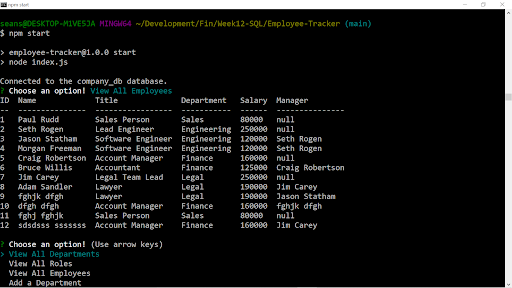 npm start
seans@DESKTOP-M1VE5JA MINGW64 ~/Development/Fin/Week12-SQL/Employee-Tracker (main)
$ npm start
> employee-tracker@1.0.0 start
> node index.js
Connected to the company_db database.
? Choose an option! View All Employees
ID  Name             Title              Department   Salary  Manager
--  ---------------  -----------------  -----------  ------  ---------------
1   Paul Rudd        Sales Person       Sales        80000   null
2   Seth Rogen       Lead Engineer      Engineering  250000  null
3   Jason Statham    Software Engineer  Engineering  120000  Seth Rogen
4   Morgan Freeman   Software Engineer  Engineering  120000  Seth Rogen
5   Craig Robertson  Account Manager    Finance      160000  null
6   Bruce Willis     Accountant         Finance      125000  Craig Robertson
7   Jim Carey        Legal Team Lead    Legal        250000  null
8   Adam Sandler     Lawyer             Legal        190000  Jim Carey
9   fghjk dfgh       Lawyer             Legal        190000  Jason Statham
10  dfgh dfgh        Account Manager    Finance      160000  fghjk dfgh
11  fghj fghjk       Sales Person       Sales        80000   null
12  sdsdsss sssssss  Account Manager    Finance      160000  Jim Carey
? Choose an option! (Use arrow keys)
> View All Departments
View All Roles
View All Employees
Add a Department